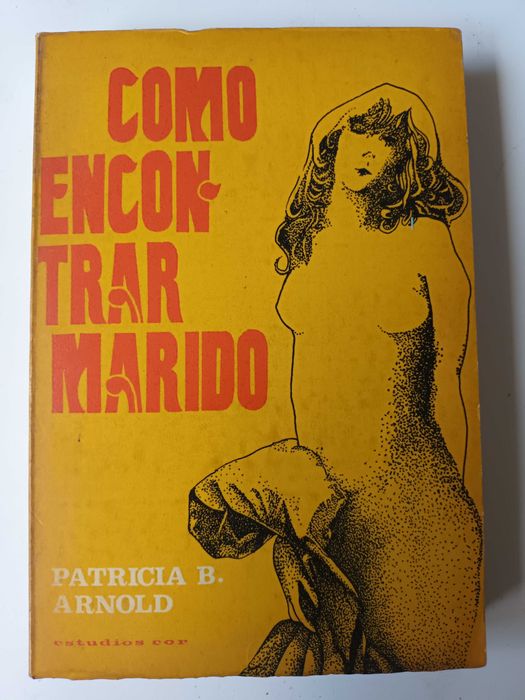 COMO
ENCON-
TRAR
MARIDO
PATRICIA B.
ARNOLD
estudios cor